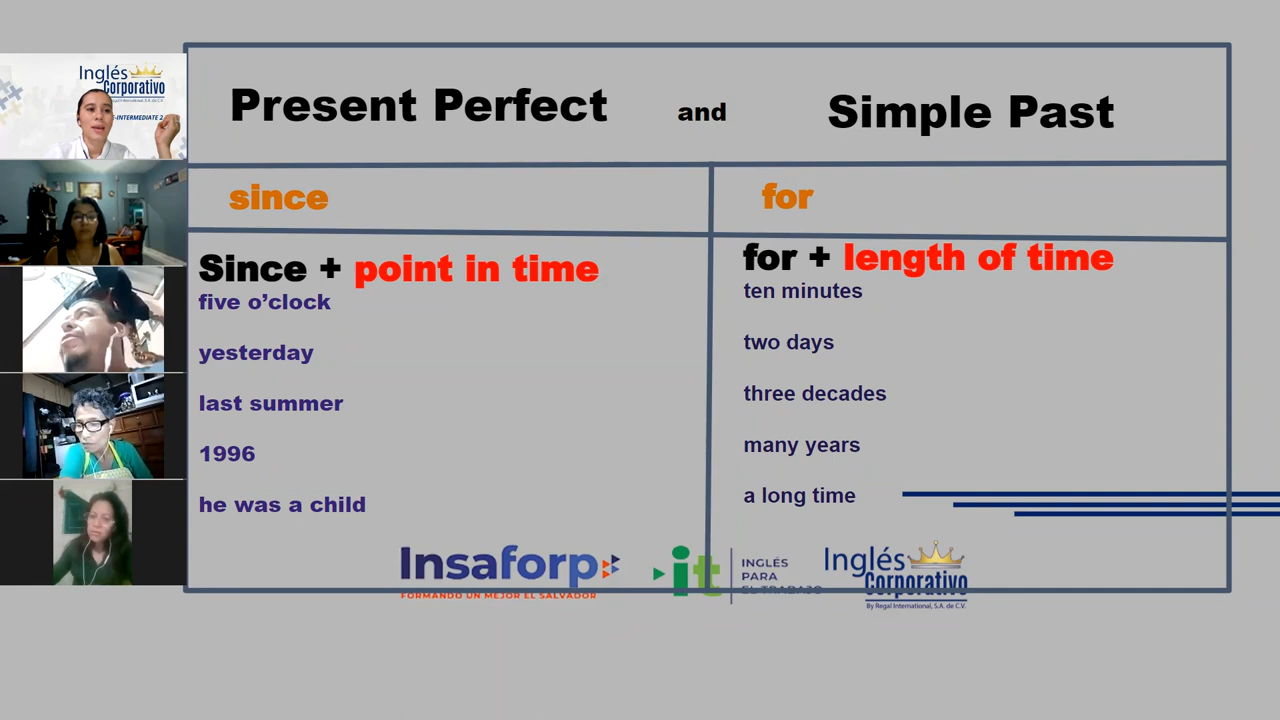 Present Perfect and Simple Past
since
for
Since + point in time
five o’clock
yesterday
last summer
1996
he was a child
for + length of time
ten minutes
two days
three decades
many years
a long time
Inglés
Corporativo
E-INTERMEDIATE 2
Insaforp
FORMANDO UN MEJOR EL SALVADOR
it
INGLÉS
PARA
EL TRABAJO
Inglés
Corporativo
By Regal International, S.A. de C.V.